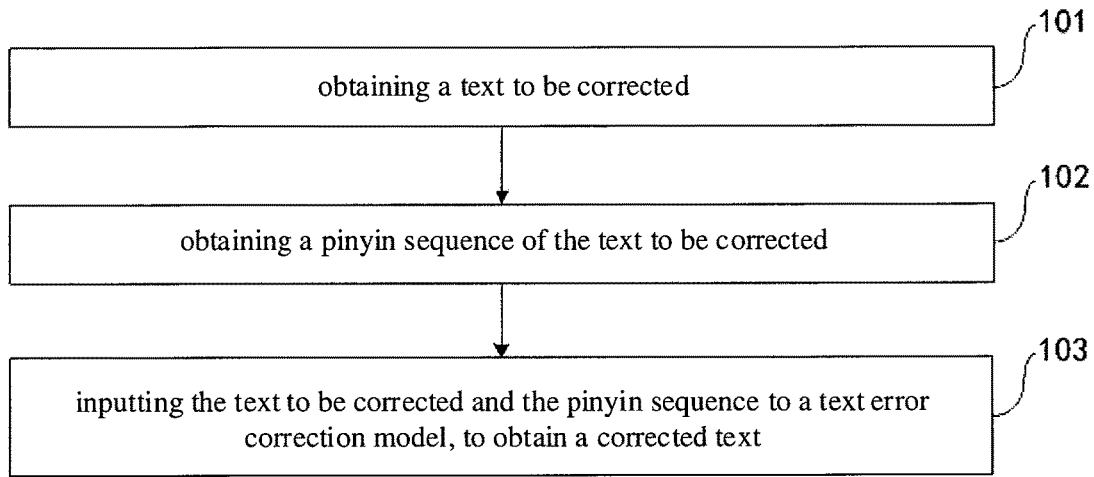 101
obtaining a text to be corrected
102
obtaining a pinyin sequence of the text to be corrected
103
inputting the text to be corrected and the pinyin sequence to a text error
correction model, to obtain a corrected text